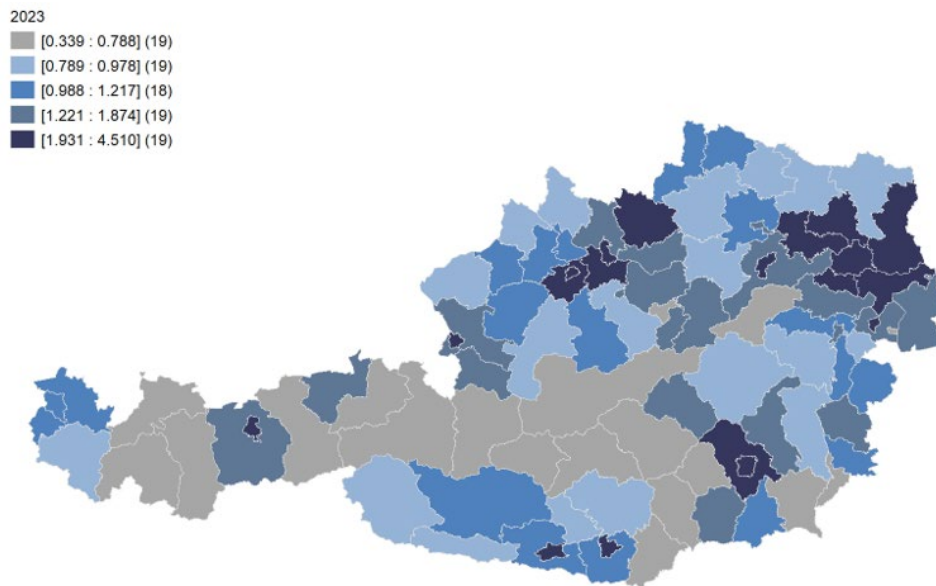 2023
[0.339 : 0.788] (19)
[0.789 : 0.978] (19)
[0.988 : 1.217] (18)
[1.221 : 1.874] (19)
[1.931 : 4.510] (19)